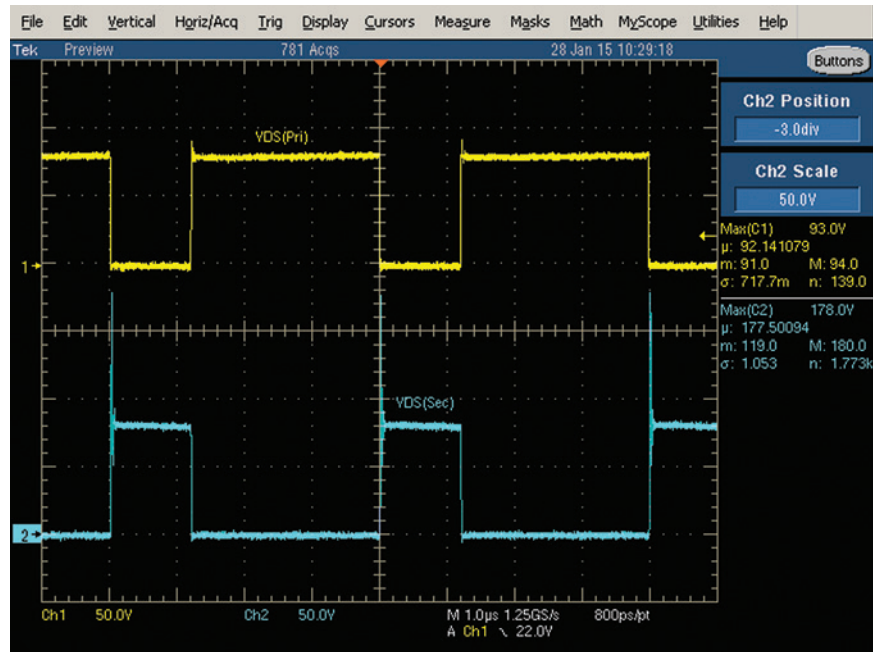 File Edit Vertical Horiz/Acq Trig Display Cursors Measure Masks Math MyScope Utilities Help
Tek Preview 781 Acqs 28 Jan 15 10:29:18
Buttons
Ch2 Position
-3.0div
Ch2 Scale
50.0V
VDS(Pri)
1
Max(C1) 93.0V
µ: 92.141079
m: 91.0 M: 94.0
σ: 717.7m n: 139.0
Max(C2) 178.0V
µ: 177.50094
m: 119.0 M: 180.0
σ: 1.053 n: 1.773k
VDS(Sec)
2
Ch1 50.0V Ch2 50.0V M 1.0µs 1.25GS/s 800ps/pt
A Ch1 \ 22.0V